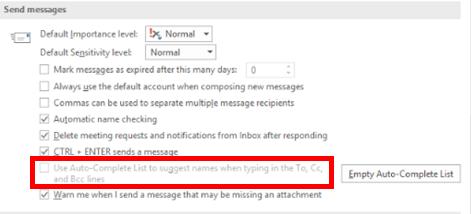 Send messages
Default Importance level: Normal
Default Sensitivity level: Normal
Mark messages as expired after this many days: 0
Always use the default account when composing new messages
Commas can be used to separate multiple message recipients
Automatic name checking
Delete meeting requests and notifications from Inbox after responding
CTRL + ENTER sends a message
Use Auto-Complete List to suggest names when typing in the To, Cc,
and Bcc lines
Empty Auto-Complete List
Warn me when I send a message that may be missing an attachment